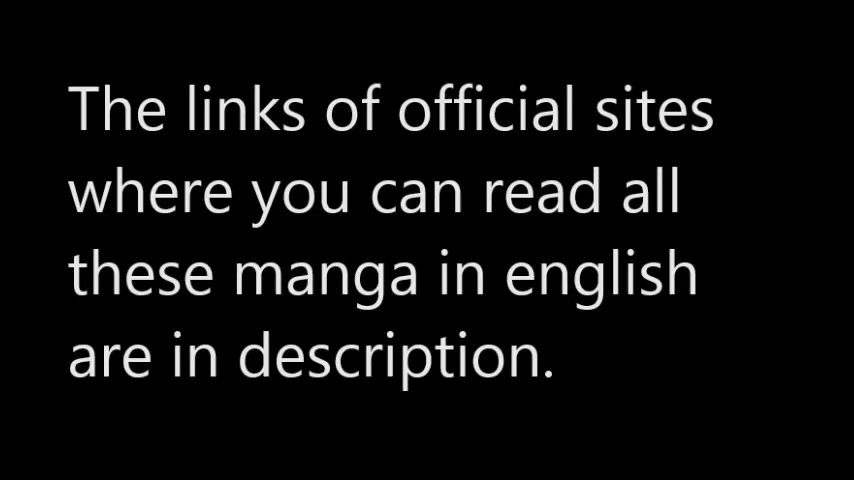 The links of official sites
where you can read all
these manga in english
are in description.